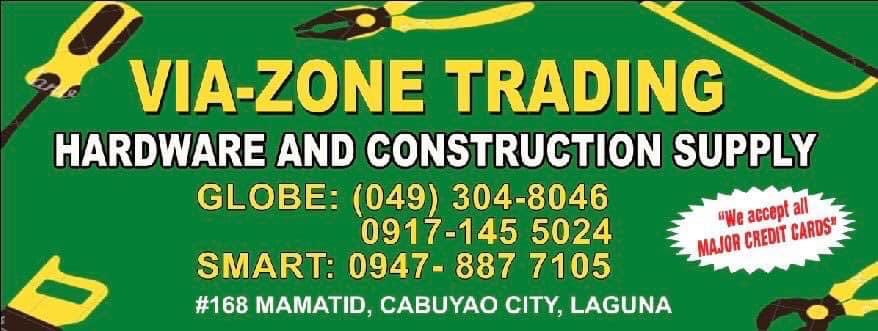 VIA-ZONE TRADING
HARDWARE AND CONSTRUCTION SUPPLY
GLOBE: (049) 304-8046
0917-145 5024
SMART: 0947- 887 7105
"We accept all
MAJOR CREDIT CARDS"
#168 MAMATID, CABUYAO CITY, LAGUNA